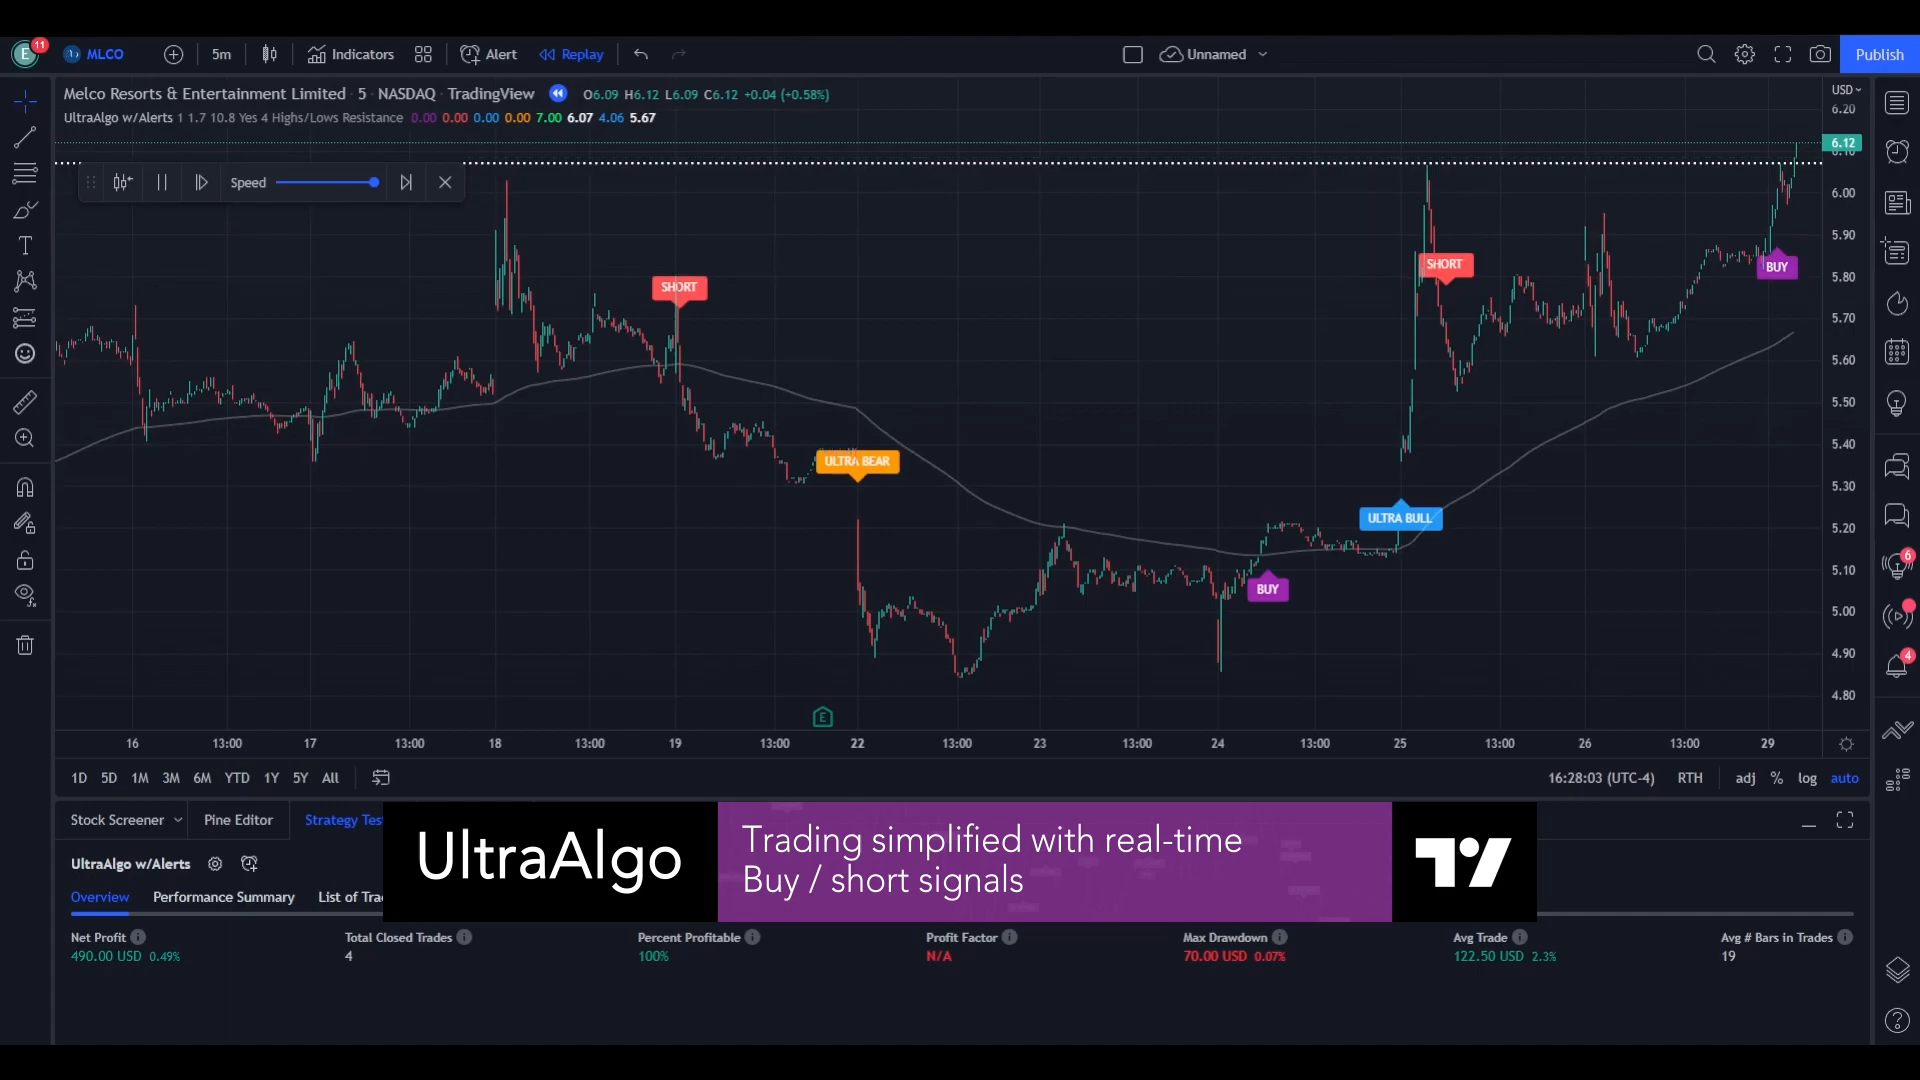 E 11 MLCO 5m Indicators Alert Replay Unnamed Publish
Melco Resorts & Entertainment Limited · 5 · NASDAQ · TradingView O6.09 H6.12 L6.09 C6.12 +0.04 (+0.58%)
UltraAlgo w/Alerts 1 1.7 10.8 Yes 4 Highs/Lows Resistance 0.00 0.00 0.00 0.00 7.00 6.07 4.06 5.67
USD
6.20
6.12
6.10
Speed
6.00
5.90
5.80
5.70
5.60
5.50
5.40
5.30
5.20
5.10
5.00
4.90
4.80
SHORT
SHORT
BUY
ULTRA BEAR
ULTRA BULL
BUY
E
6
4
16 13:00 17 13:00 18 13:00 19 13:00 22 13:00 23 13:00 24 13:00 25 13:00 26 13:00 29
1D 5D 1M 3M 6M YTD 1Y 5Y All 16:28:03 (UTC-4) RTH adj % log auto
Stock Screener Pine Editor
UltraAlgo w/Alerts
Overview Performance Summary
UltraAlgo
Trading simplified with real-time
Buy / short signals
Net Profit Total Closed Trades Percent Profitable Profit Factor Max Drawdown Avg Trade Avg # Bars in Trades
490.00 USD 0.49% 4 100% N/A 70.00 USD 0.07% 122.50 USD 2.3% 19